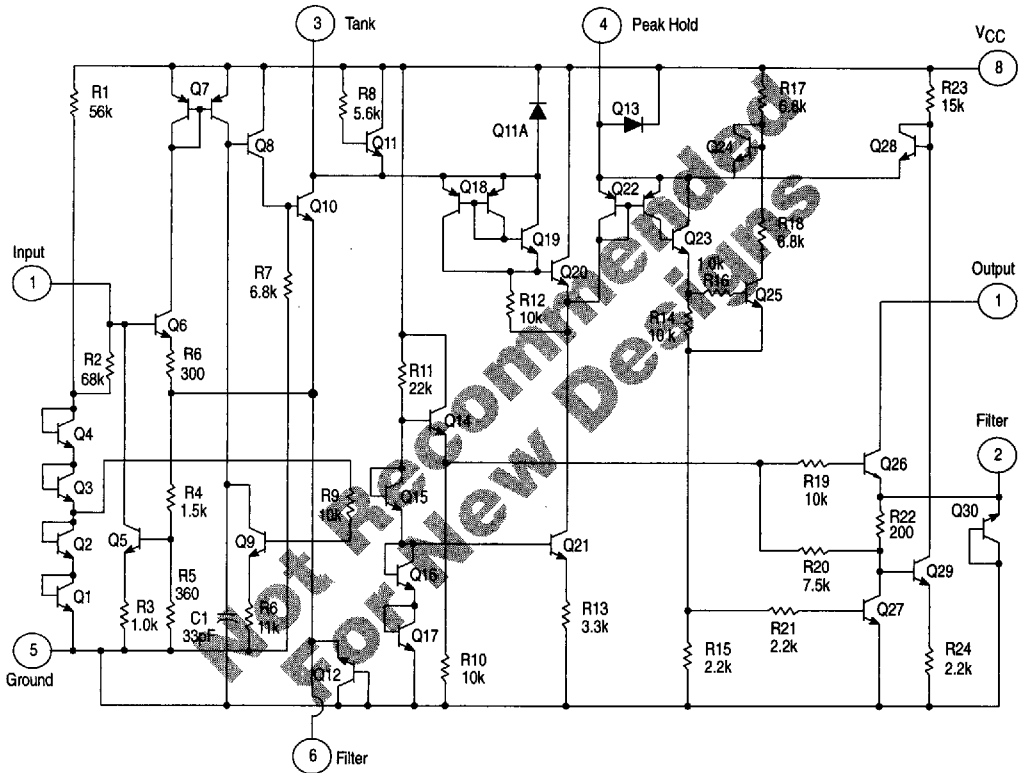 3 Tank
4 Peak Hold
VCC
8
R1
56k
Q7
R8
5.6k
Q11
Q11A
Q13
R17
6.8k
R23
15k
Q8
Q24
Q28
Q10
Q18
Q22
Q19
Q20
Q23
R18
6.8k
Input
1
R7
6.8k
R12
10k
1.0k
R16
Q25
Output
1
Q6
R2
68k
R6
300
R14
10 k
R11
22k
Q14
Q4
Q26
Filter
2
Q3
R4
1.5k
R9
10k
Q15
R19
10k
R22
200
Q30
Q2
Q5
Q9
Q21
Q16
R20
7.5k
Q29
Q1
R3
1.0k
R5
360
C1
33pF
R6
11k
Q17
R13
3.3k
R21
2.2k
Q27
5
Ground
Q12
R10
10k
R15
2.2k
R24
2.2k
6 Filter
Not Recommended
For New Designs